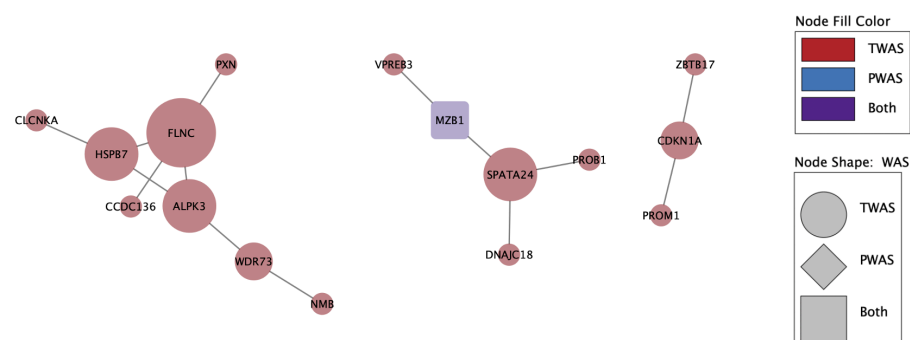 PXN
CLCNKA
FLNC
HSPB7
CCDC136
ALPK3
WDR73
NMB
VPREB3
MZB1
SPATA24
PROB1
DNAJC18
ZBTB17
CDKN1A
PROM1
Node Fill Color
TWAS
PWAS
Both
Node Shape: WAS
TWAS
PWAS
Both